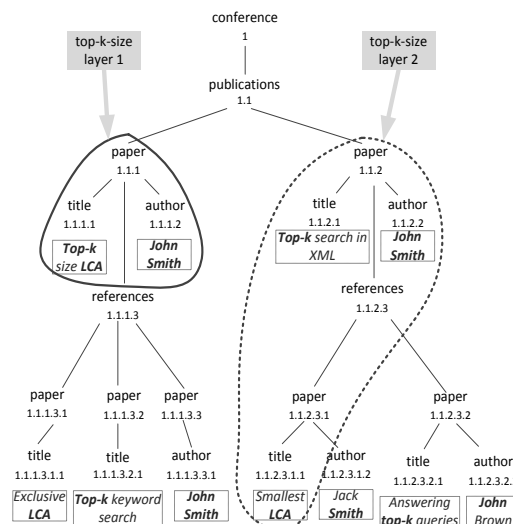 conference
1
top-k-size
layer 1
top-k-size
layer 2
publications
1.1
paper
1.1.1
paper
1.1.2
title
1.1.1.1
author
1.1.1.2
title
1.1.2.1
author
1.1.2.2
Top-k
size LCA
John
Smith
Top-k search in
XML
John
Smith
references
1.1.1.3
references
1.1.2.3
paper
1.1.1.3.1
paper
1.1.1.3.2
paper
1.1.1.3.3
paper
1.1.2.3.1
paper
1.1.2.3.2
title
1.1.1.3.1.1
title
1.1.1.3.2.1
author
1.1.1.3.3.1
title
1.1.2.3.1.1
author
1.1.2.3.1.2
title
1.1.2.3.2.1
author
1.1.2.3.2.
Exclusive
LCA
Top-k keyword
search
John
Smith
Smallest
LCA
Jack
Smith
Answering
top-k queries
John
Brown